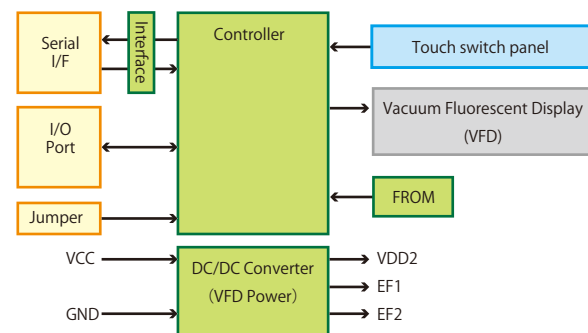 Serial
I/F
Interface
Controller
Touch switch panel
Vacuum Fluorescent Display
(VFD)
I/O
Port
FROM
Jumper
VCC
DC/DC Converter
(VFD Power)
VDD2
EF1
GND
EF2